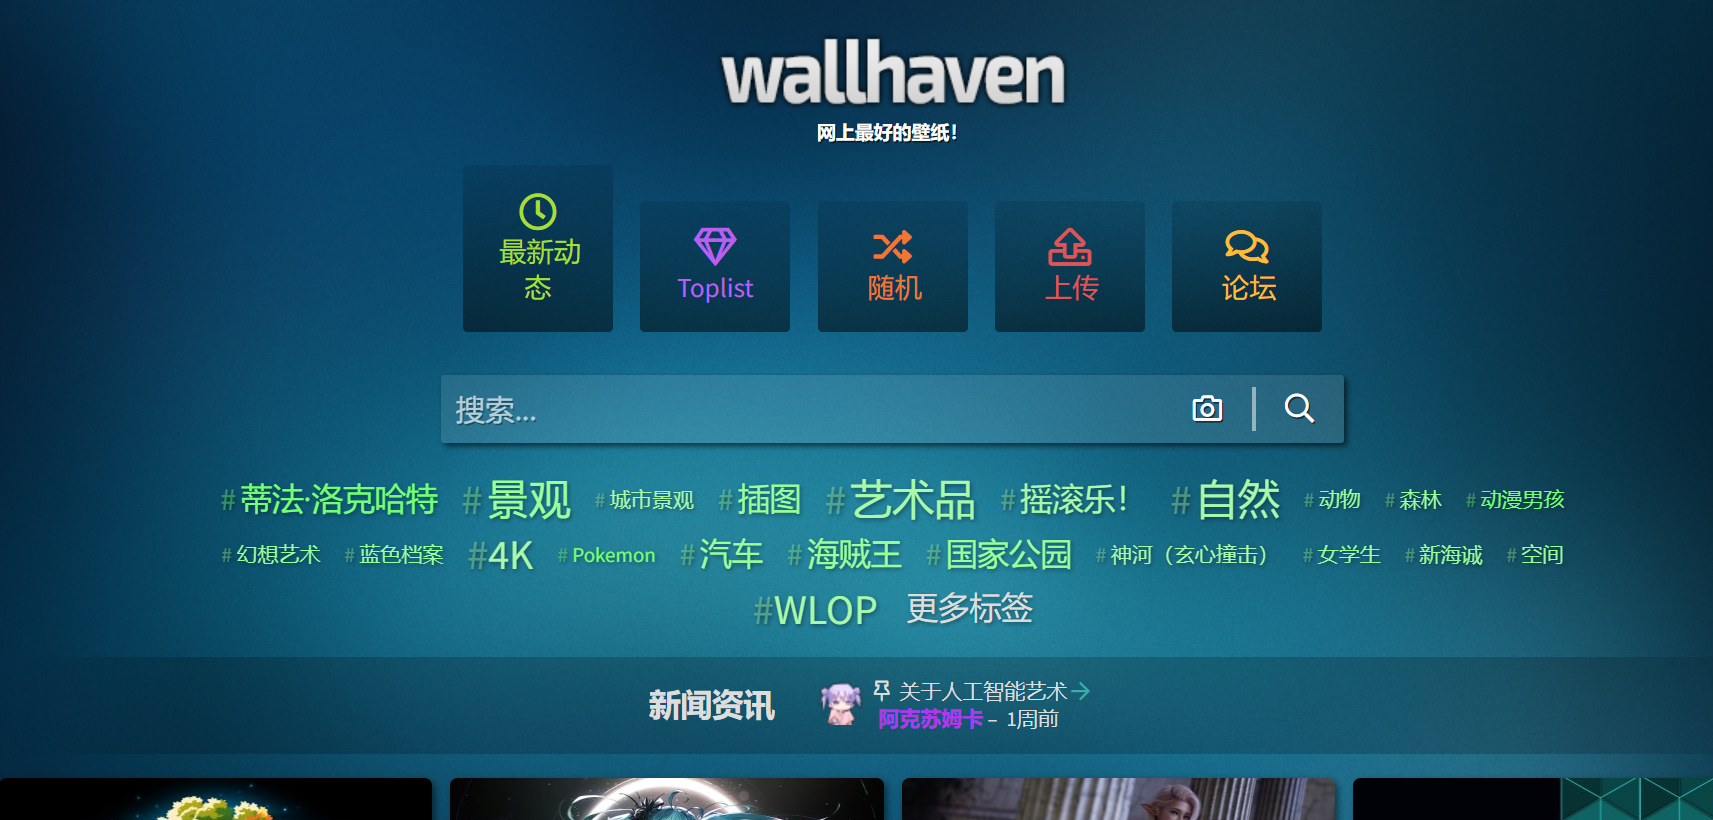 wallhaven
网上最好的壁纸！
最新动
态
Toplist
随机
上传
论坛
搜索...
#蒂法·洛克哈特 #景观 #城市景观 #插图 #艺术品 #摇滚乐！ #自然 #动物 #森林 #动漫男孩
#幻想艺术 #蓝色档案 #4K #Pokemon #汽车 #海贼王 #国家公园 #神河（玄心撞击） #女学生 #新海诚 #空间
#WLOP 更多标签
新闻资讯
关于人工智能艺术→
阿克苏姆卡 – 1周前